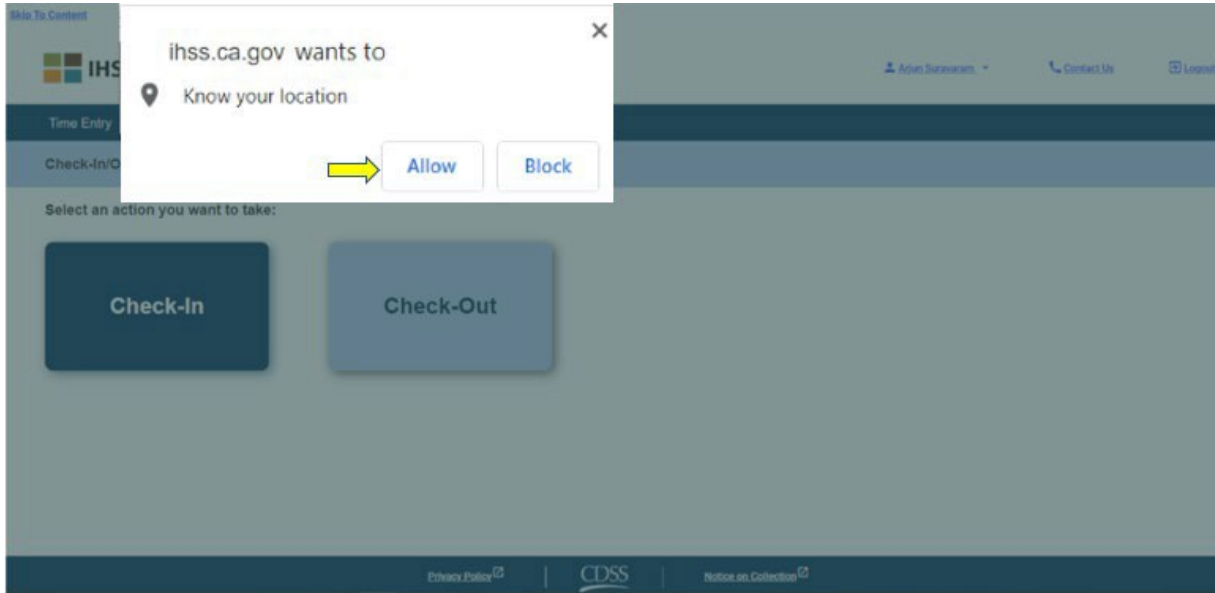 Skip To Content
ihss.ca.gov wants to
Know your location
Allow Block
IHS
Contact Us
Logout
Time Entry
Check-In/O
Select an action you want to take:
Check-In
Check-Out
Privacy Policy
CDSS
Notice on Collection